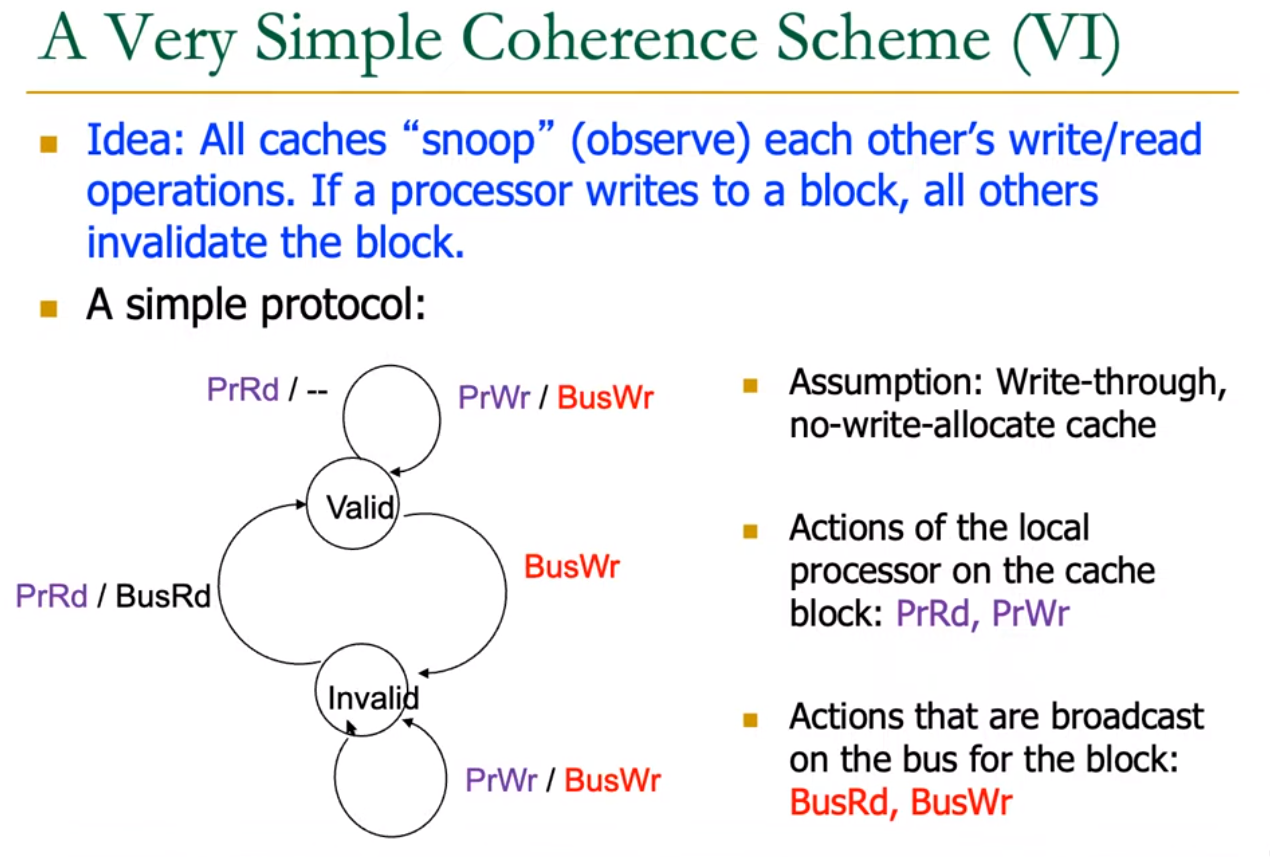 A Very Simple Coherence Scheme (VI)
Idea: All caches “snoop” (observe) each other’s write/read
operations. If a processor writes to a block, all others
invalidate the block.
A simple protocol:
PrRd / --
PrWr / BusWr
Valid
BusWr
PrRd / BusRd
Invalid
PrWr / BusWr
Assumption: Write-through,
no-write-allocate cache
Actions of the local
processor on the cache
block: PrRd, PrWr
Actions that are broadcast
on the bus for the block:
BusRd, BusWr